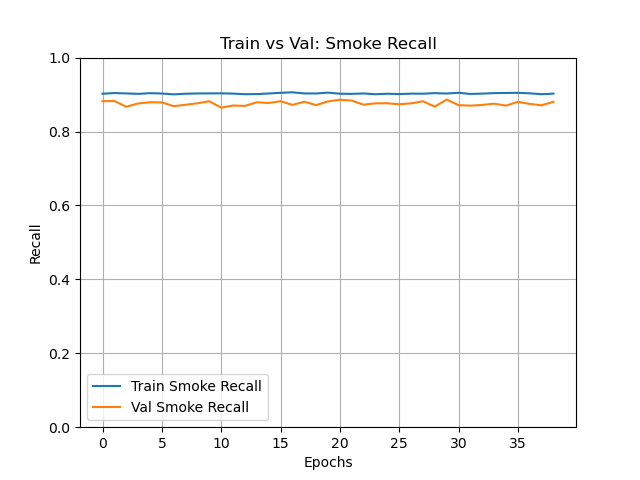 Train vs Val: Smoke Recall
1.0
0.8
0.6
0.4
0.2
0.0
Recall
Train Smoke Recall
Val Smoke Recall
0 5 10 15 20 25 30 35
Epochs